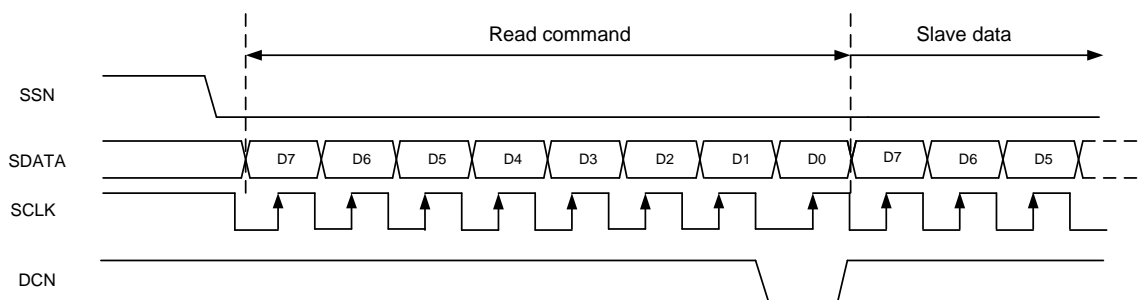 Read command Slave data
SSN
SDATA D7 D6 D5 D4 D3 D2 D1 D0 D7 D6 D5
SCLK
DCN